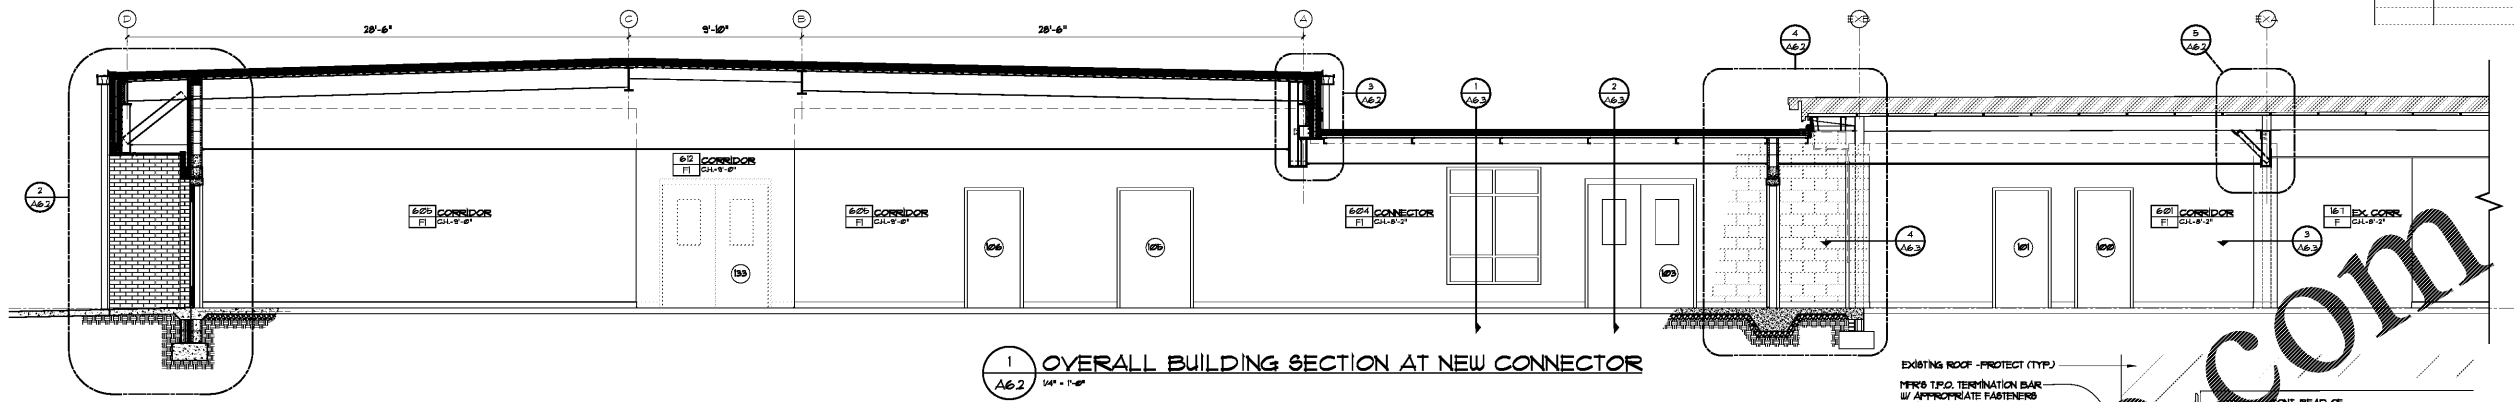 D
C
B
A
EXB
EXA
28'-6"
9'-10"
28'-6"
4
A6.2
5
A6.2
3
A6.2
1
A6.3
2
A6.3
2
A6.2
612 CORRIDOR
F1 C.H.-9'-0"
605 CORRIDOR
F1 C.H.-9'-0"
605 CORRIDOR
F1 C.H.-9'-0"
604 CONNECTOR
F1 C.H.-8'-2"
601 CORRIDOR
F1 C.H.-8'-2"
167 EX. CORR.
F C.H.-8'-2"
133
106
105
103
4
A6.3
101
100
3
A6.3
1
A6.2
OVERALL BUILDING SECTION AT NEW CONNECTOR
1/4" = 1'-0"
EXISTING ROOF - PROTECT (TYP.)
MFR'S T.P.O. TERMINATION BAR
W/ APPROPRIATE FASTENERS
.com